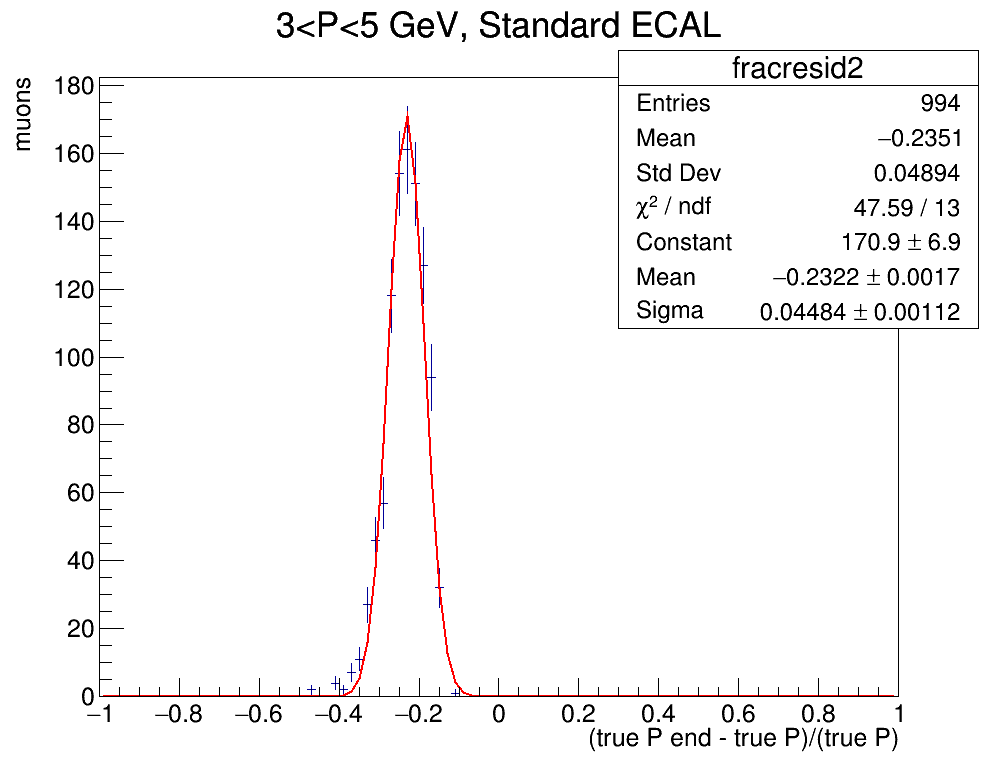 3<P<5 GeV, Standard ECAL
fracresid2
Entries 994
Mean −0.2351
Std Dev 0.04894
χ² / ndf 47.59 / 13
Constant 170.9 ± 6.9
Mean −0.2322 ± 0.0017
Sigma 0.04484 ± 0.00112
muons
180
160
140
120
100
80
60
40
20
0
−1 −0.8 −0.6 −0.4 −0.2 0 0.2 0.4 0.6 0.8 1
(true P end - true P)/(true P)